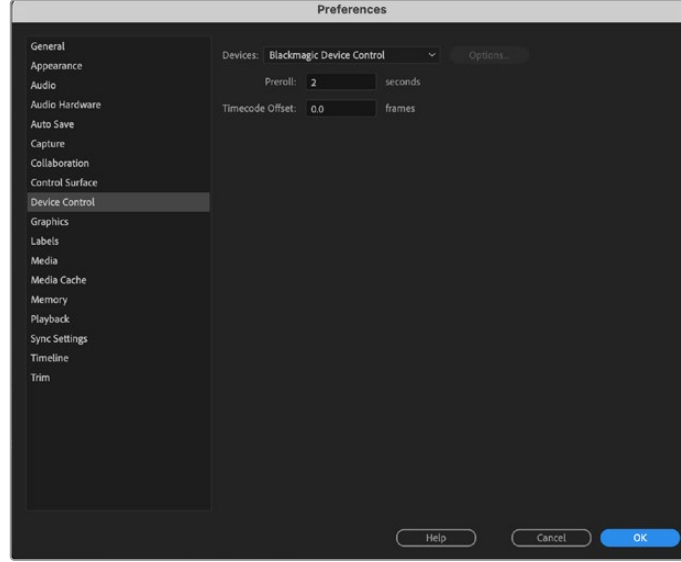 Preferences
General
Appearance
Audio
Audio Hardware
Auto Save
Capture
Collaboration
Control Surface
Device Control
Graphics
Labels
Media
Media Cache
Memory
Playback
Sync Settings
Timeline
Trim
Devices: Blackmagic Device Control Options...
Preroll: 2 seconds
Timecode Offset: 0.0 frames
Help Cancel OK